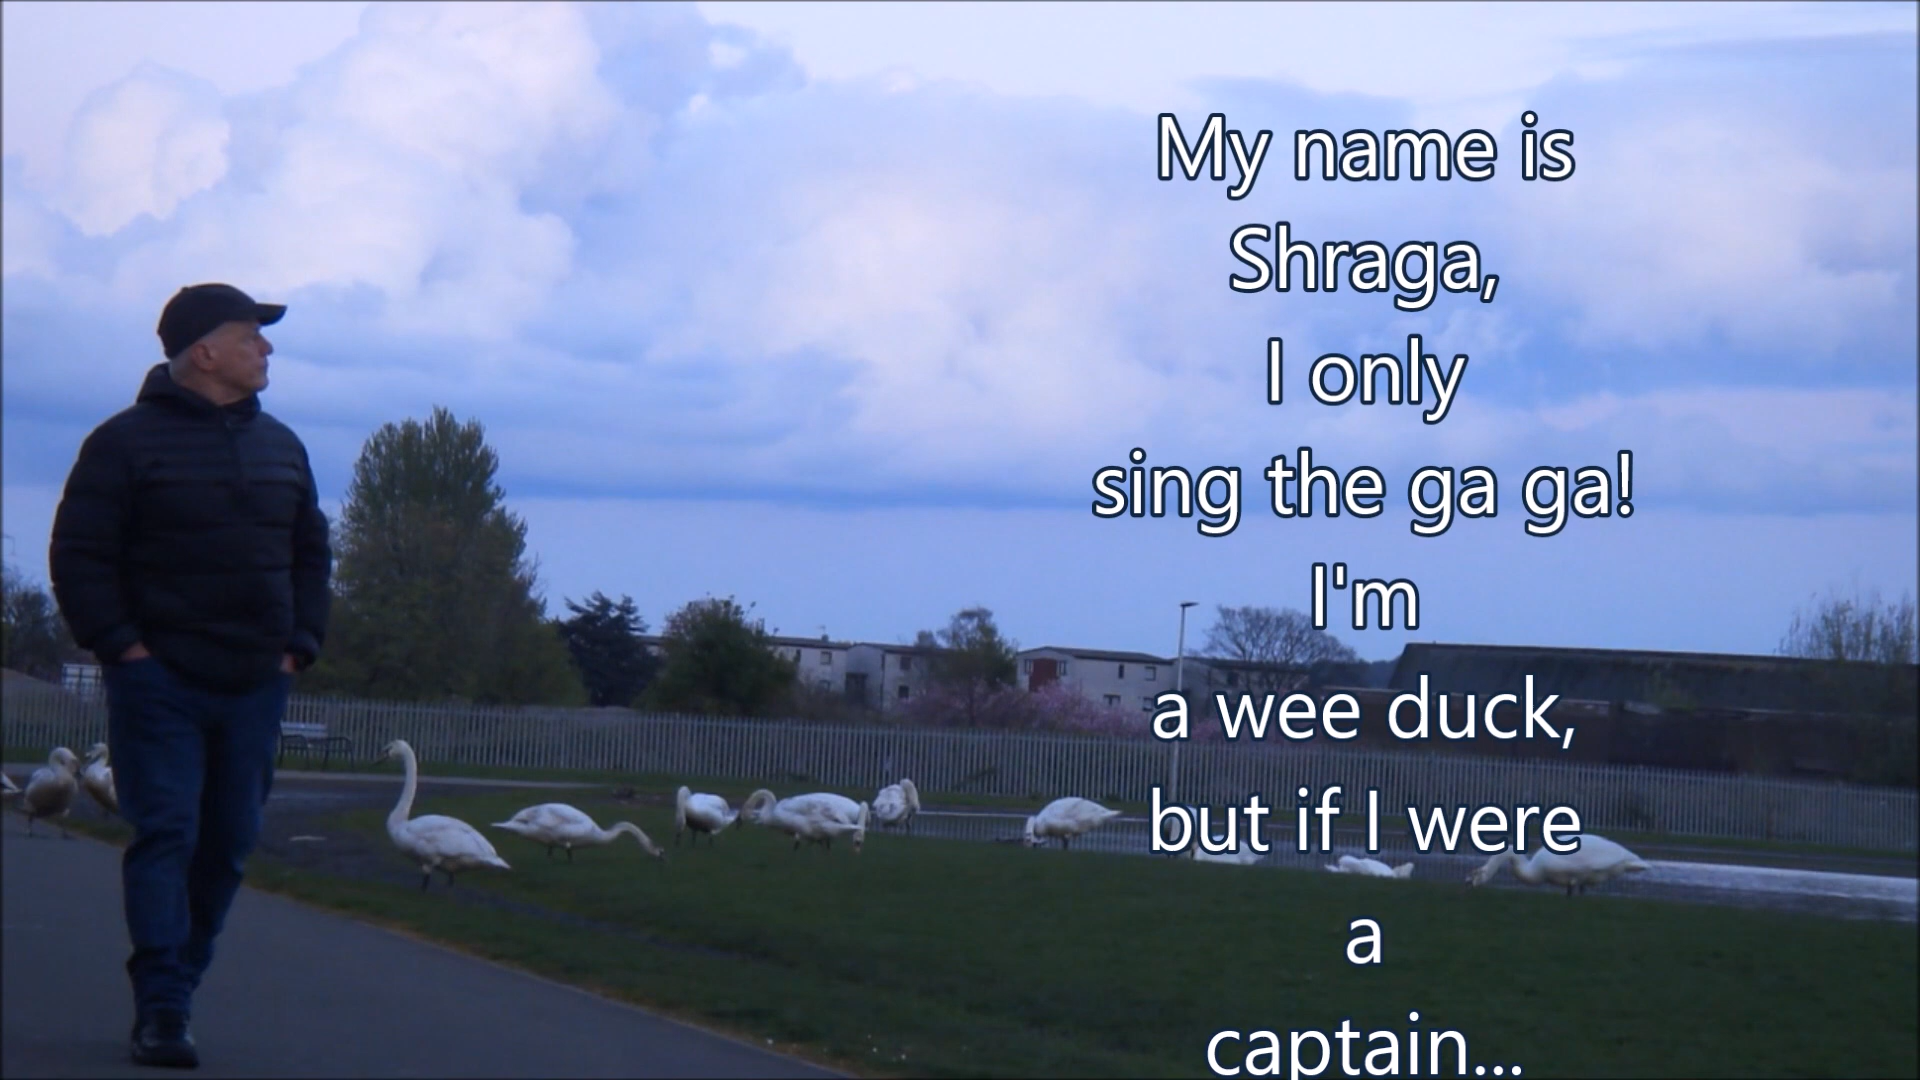 My name is
Shraga,
I only
sing the ga ga!
I'm
a wee duck,
but if I were
a
captain...